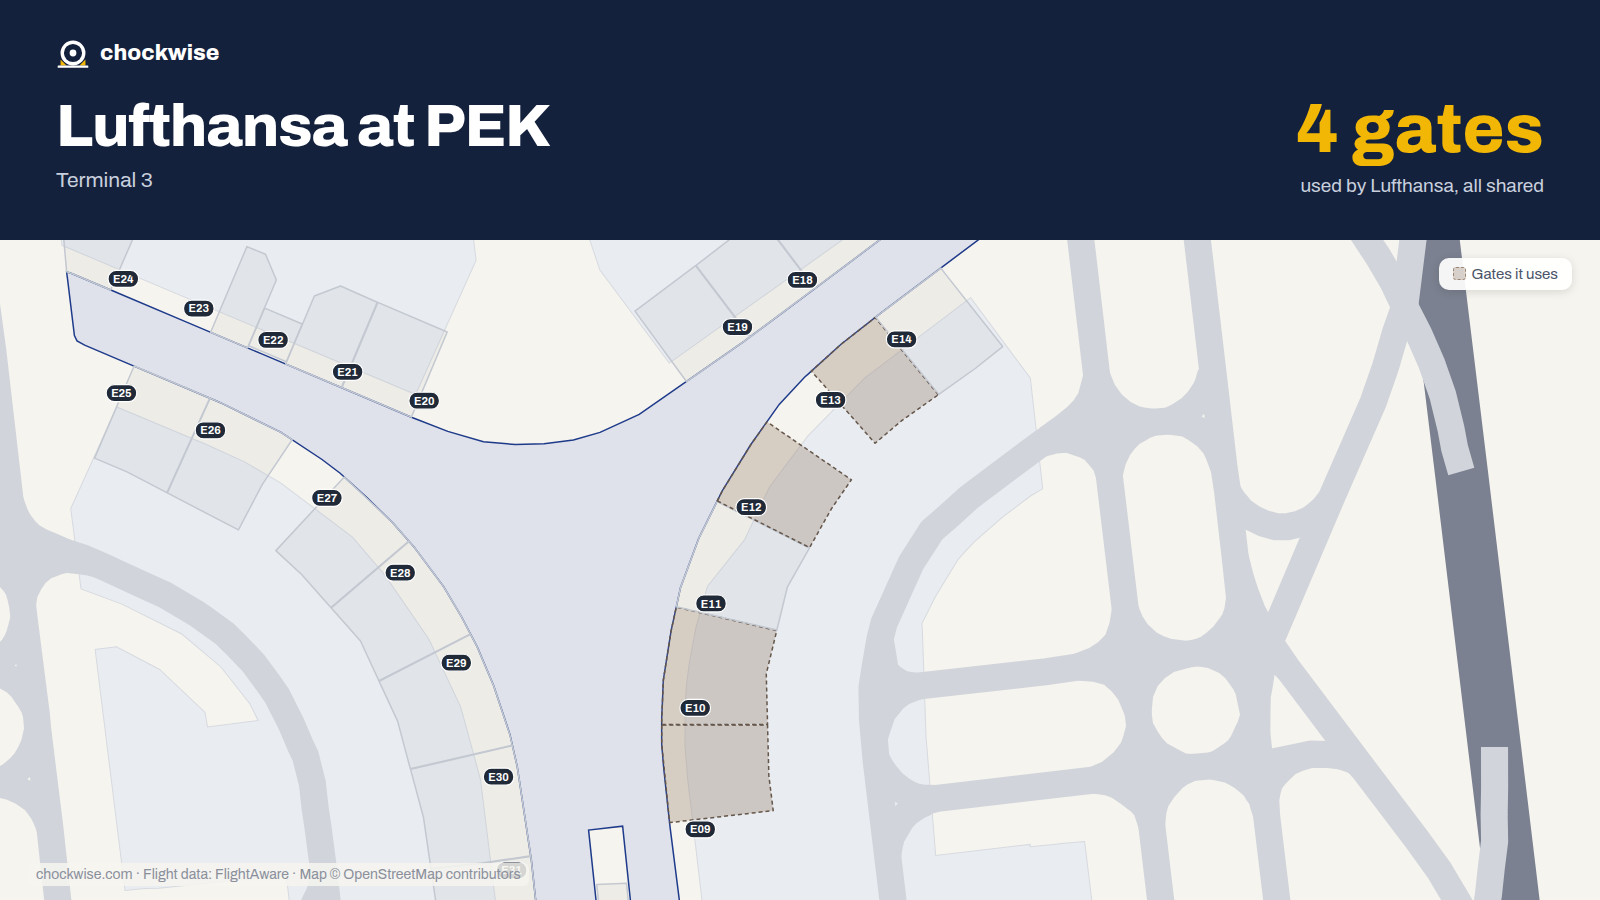 chockwise
Lufthansa at PEK
Terminal 3
4 gates
used by Lufthansa, all shared
Gates it uses
E24
E23
E22
E21
E20
E18
E19
E14
E13
E25
E26
E27
E28
E29
E30
E12
E11
E10
E09
chockwise.com · Flight data: FlightAware · Map © OpenStreetMap contributors